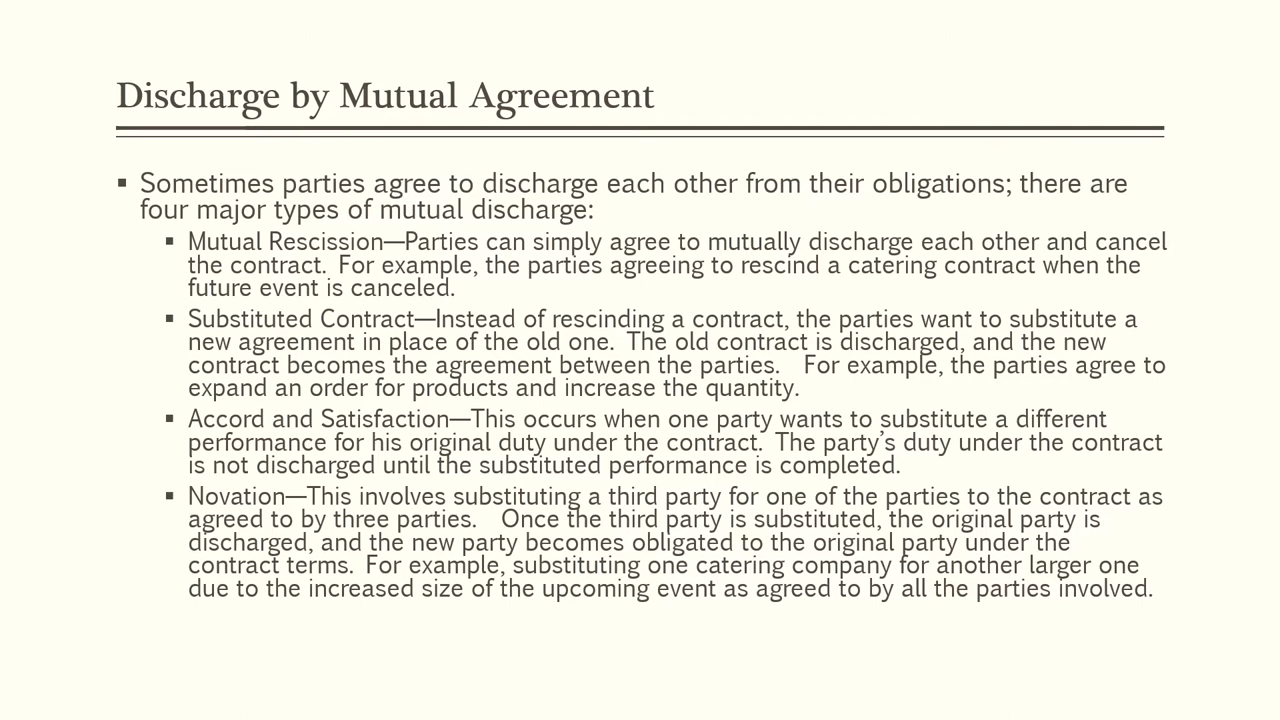 Discharge by Mutual Agreement
▪ Sometimes parties agree to discharge each other from their obligations; there are
four major types of mutual discharge:
▪ Mutual Rescission—Parties can simply agree to mutually discharge each other and cancel
the contract. For example, the parties agreeing to rescind a catering contract when the
future event is canceled.
▪ Substituted Contract—Instead of rescinding a contract, the parties want to substitute a
new agreement in place of the old one. The old contract is discharged, and the new
contract becomes the agreement between the parties. For example, the parties agree to
expand an order for products and increase the quantity.
▪ Accord and Satisfaction—This occurs when one party wants to substitute a different
performance for his original duty under the contract. The party’s duty under the contract
is not discharged until the substituted performance is completed.
▪ Novation—This involves substituting a third party for one of the parties to the contract as
agreed to by three parties. Once the third party is substituted, the original party is
discharged, and the new party becomes obligated to the original party under the
contract terms. For example, substituting one catering company for another larger one
due to the increased size of the upcoming event as agreed to by all the parties involved.